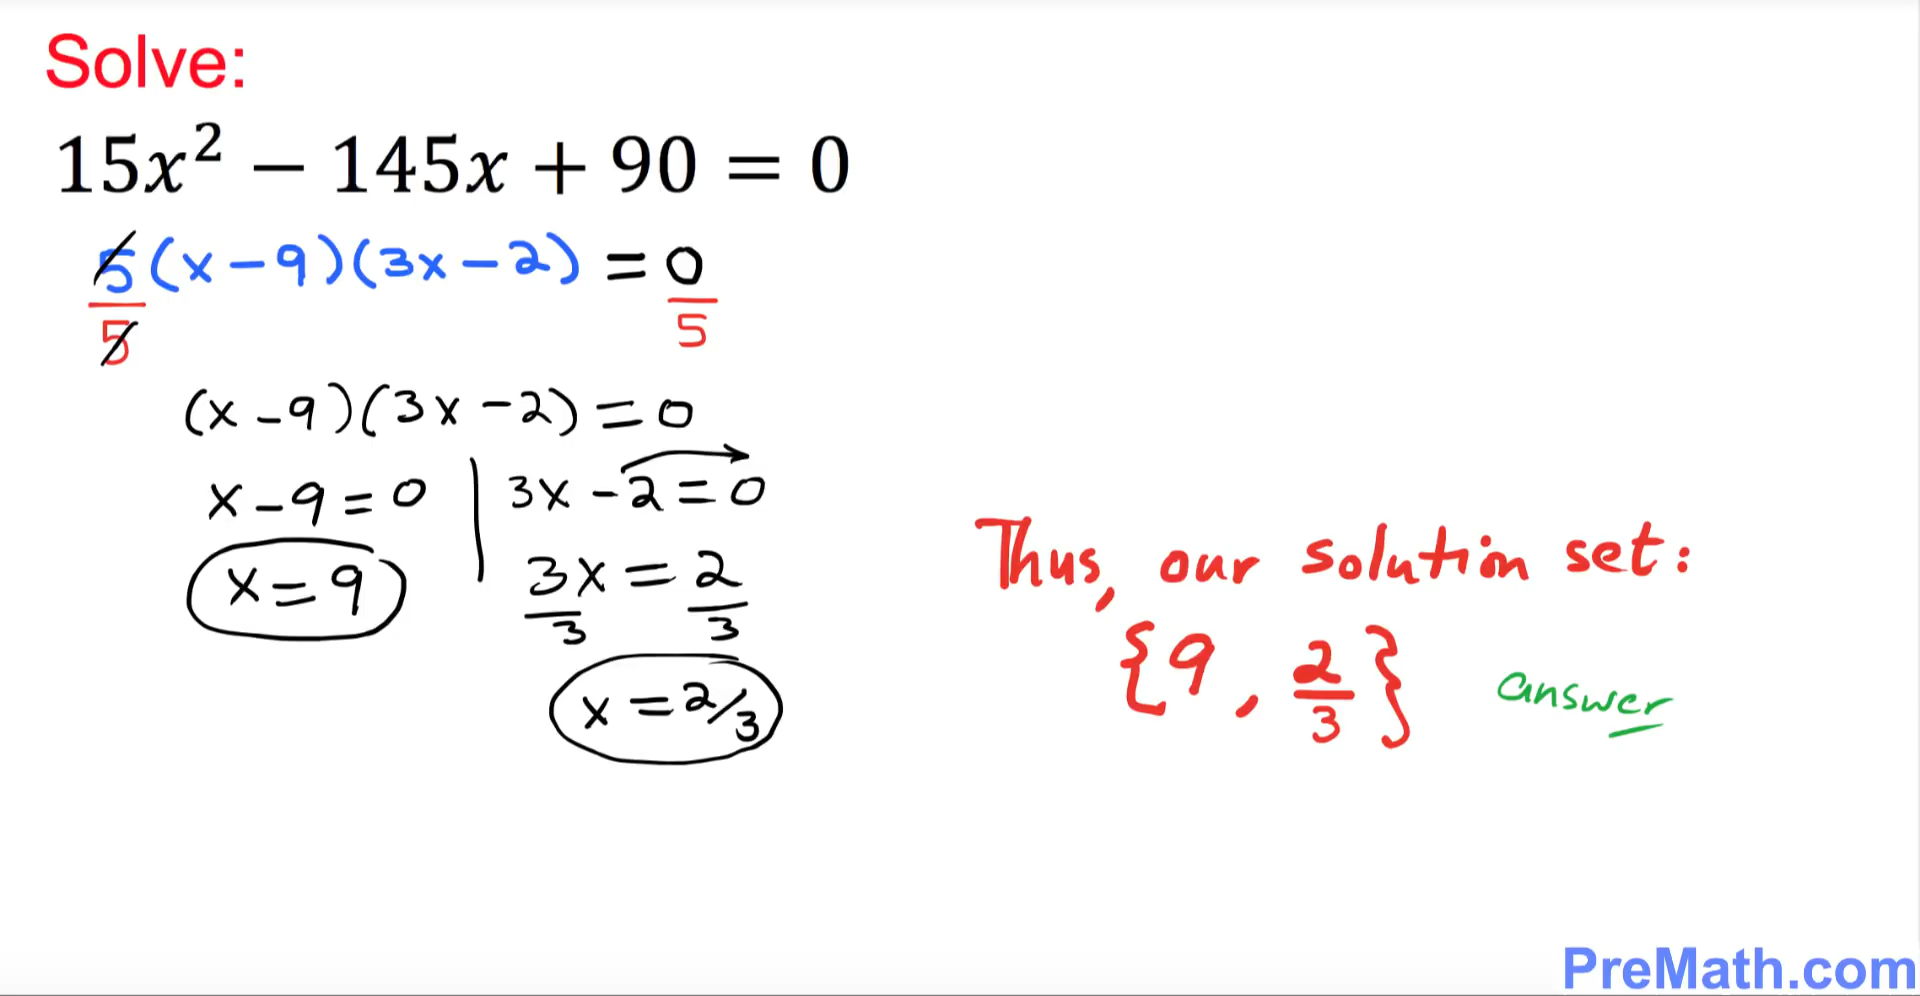 Solve:
15x² − 145x + 90 = 0
5(x−9)(3x−2) = 0
5 5
(x−9)(3x−2)=0
x−9=0 | 3x−2=0
x=9
3x=2
3 3
x=2/3
Thus, our solution set:
{9, 2/3}
answer
PreMath.com